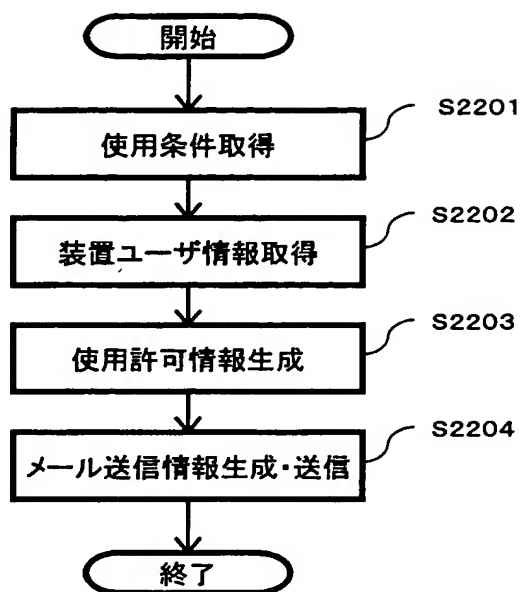 開始
S2201
使用条件取得
S2202
装置ユーザ情報取得
S2203
使用許可情報生成
S2204
メール送信情報生成・送信
終了